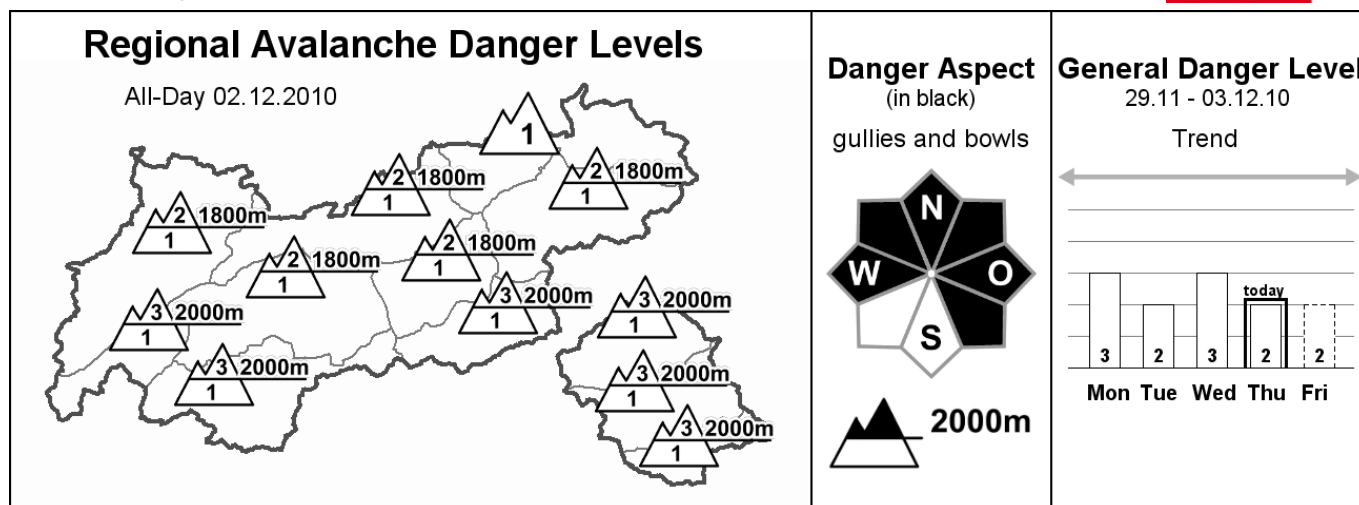 Regional Avalanche Danger Levels
All-Day 02.12.2010
1
2 1800m
1
2 1800m
1
2 1800m
1
2 1800m
1
2 1800m
1
3 2000m
1
3 2000m
1
3 2000m
1
3 2000m
1
3 2000m
1
3 2000m
1
Danger Aspect
(in black)
gullies and bowls
N
W O
S
2000m
General Danger Level
29.11 - 03.12.10
Trend
today
3 2 3 2 2
Mon Tue Wed Thu Fri